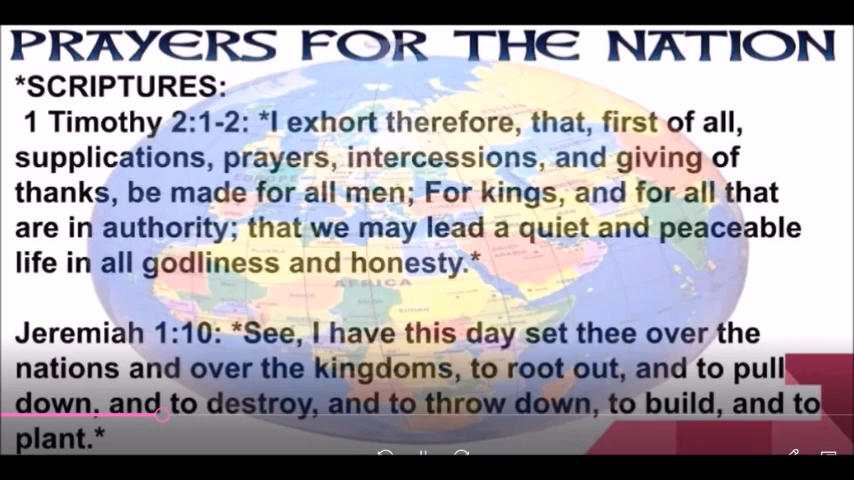 PRAYERS FOR THE NATION
*SCRIPTURES:
1 Timothy 2:1-2: *I exhort therefore, that, first of all,
supplications, prayers, intercessions, and giving of
thanks, be made for all men; For kings, and for all that
are in authority; that we may lead a quiet and peaceable
life in all godliness and honesty.*
Jeremiah 1:10: *See, I have this day set thee over the
nations and over the kingdoms, to root out, and to pull
down, and to destroy, and to throw down, to build, and to
plant.*
EUROPE
AFRICA